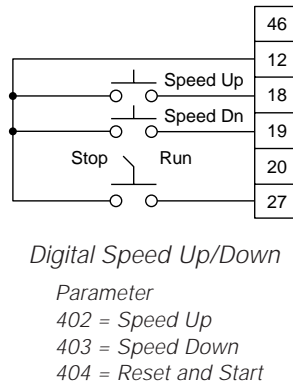 46
12
Speed Up
18
Speed Dn
19
Stop Run
20
27
Digital Speed Up/Down
Parameter
402 = Speed Up
403 = Speed Down
404 = Reset and Start